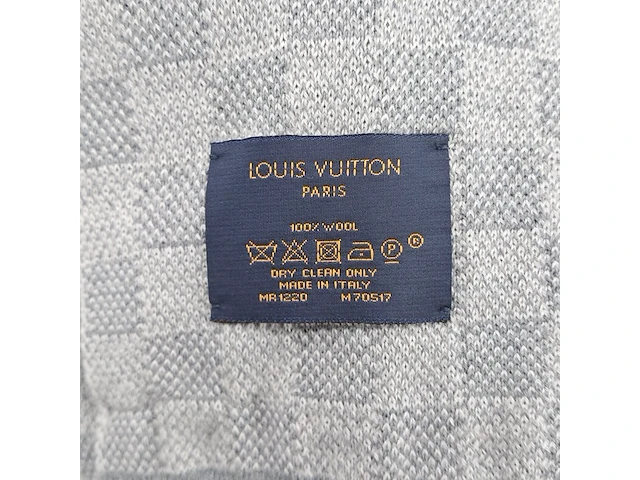 LOUIS VUITTON
PARIS
100% WOOL
P ®
DRY CLEAN ONLY
MADE IN ITALY
MR1220 M70517